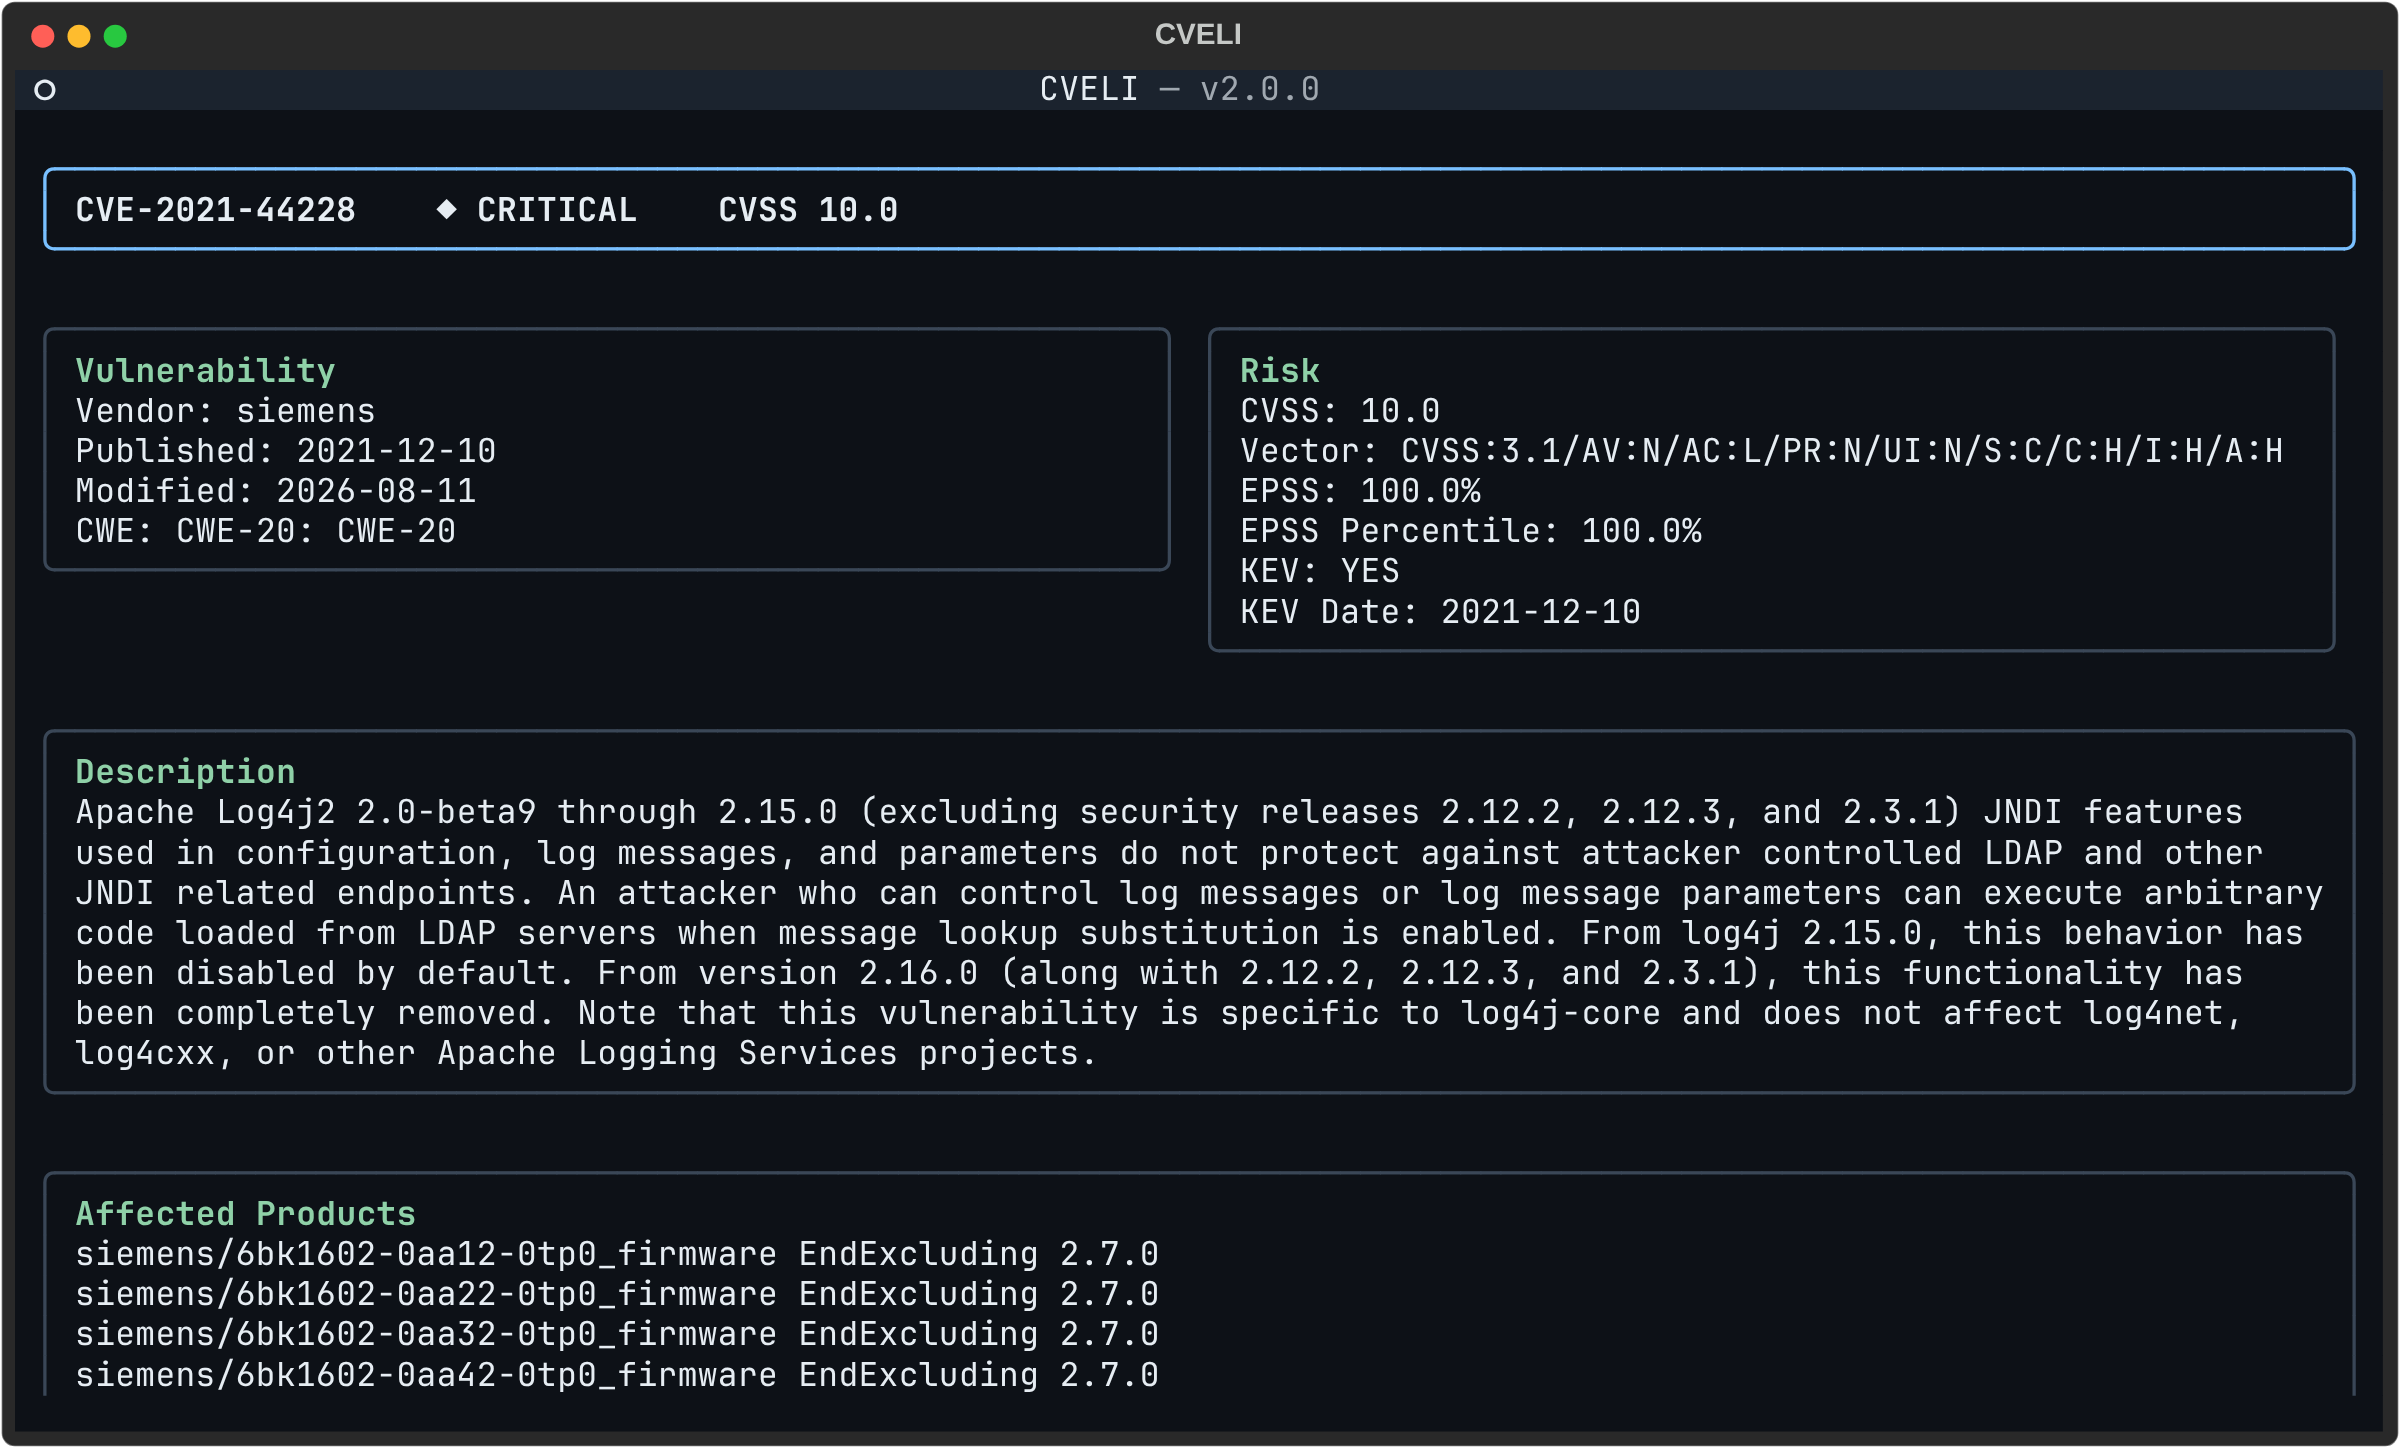 CVELI
CVELI — v2.0.0
CVE-2021-44228 ◆ CRITICAL CVSS 10.0
Vulnerability
Vendor: siemens
Published: 2021-12-10
Modified: 2026-08-11
CWE: CWE-20: CWE-20
Risk
CVSS: 10.0
Vector: CVSS:3.1/AV:N/AC:L/PR:N/UI:N/S:C/C:H/I:H/A:H
EPSS: 100.0%
EPSS Percentile: 100.0%
KEV: YES
KEV Date: 2021-12-10
Description
Apache Log4j2 2.0-beta9 through 2.15.0 (excluding security releases 2.12.2, 2.12.3, and 2.3.1) JNDI features
used in configuration, log messages, and parameters do not protect against attacker controlled LDAP and other
JNDI related endpoints. An attacker who can control log messages or log message parameters can execute arbitrary
code loaded from LDAP servers when message lookup substitution is enabled. From log4j 2.15.0, this behavior has
been disabled by default. From version 2.16.0 (along with 2.12.2, 2.12.3, and 2.3.1), this functionality has
been completely removed. Note that this vulnerability is specific to log4j-core and does not affect log4net,
log4cxx, or other Apache Logging Services projects.
Affected Products
siemens/6bk1602-0aa12-0tp0_firmware EndExcluding 2.7.0
siemens/6bk1602-0aa22-0tp0_firmware EndExcluding 2.7.0
siemens/6bk1602-0aa32-0tp0_firmware EndExcluding 2.7.0
siemens/6bk1602-0aa42-0tp0_firmware EndExcluding 2.7.0